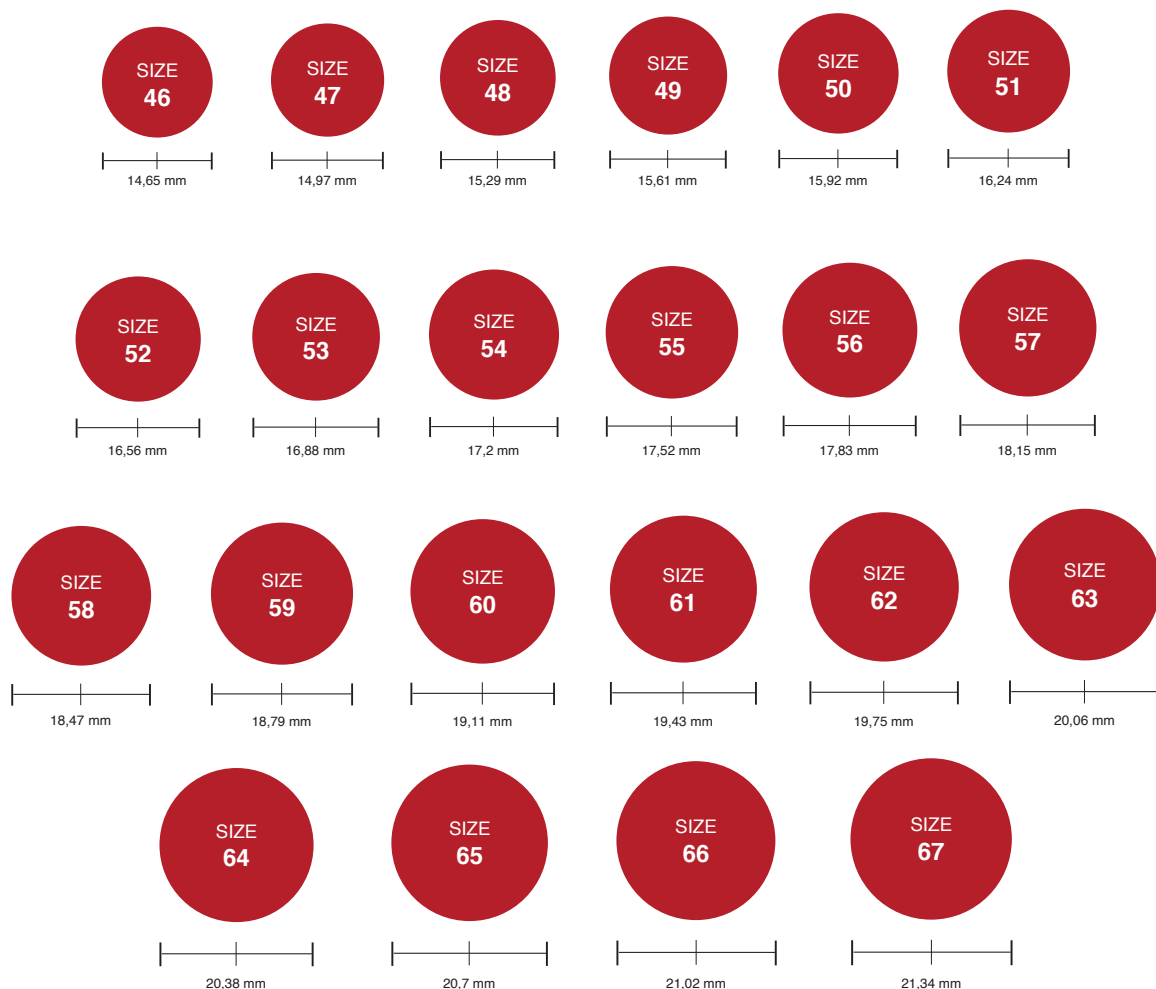 SIZE
46
SIZE
47
SIZE
48
SIZE
49
SIZE
50
SIZE
51
14,65 mm
14,97 mm
15,29 mm
15,61 mm
15,92 mm
16,24 mm
SIZE
52
SIZE
53
SIZE
54
SIZE
55
SIZE
56
SIZE
57
16,56 mm
16,88 mm
17,2 mm
17,52 mm
17,83 mm
18,15 mm
SIZE
58
SIZE
59
SIZE
60
SIZE
61
SIZE
62
SIZE
63
18,47 mm
18,79 mm
19,11 mm
19,43 mm
19,75 mm
20,06 mm
SIZE
64
SIZE
65
SIZE
66
SIZE
67
20,38 mm
20,7 mm
21,02 mm
21,34 mm